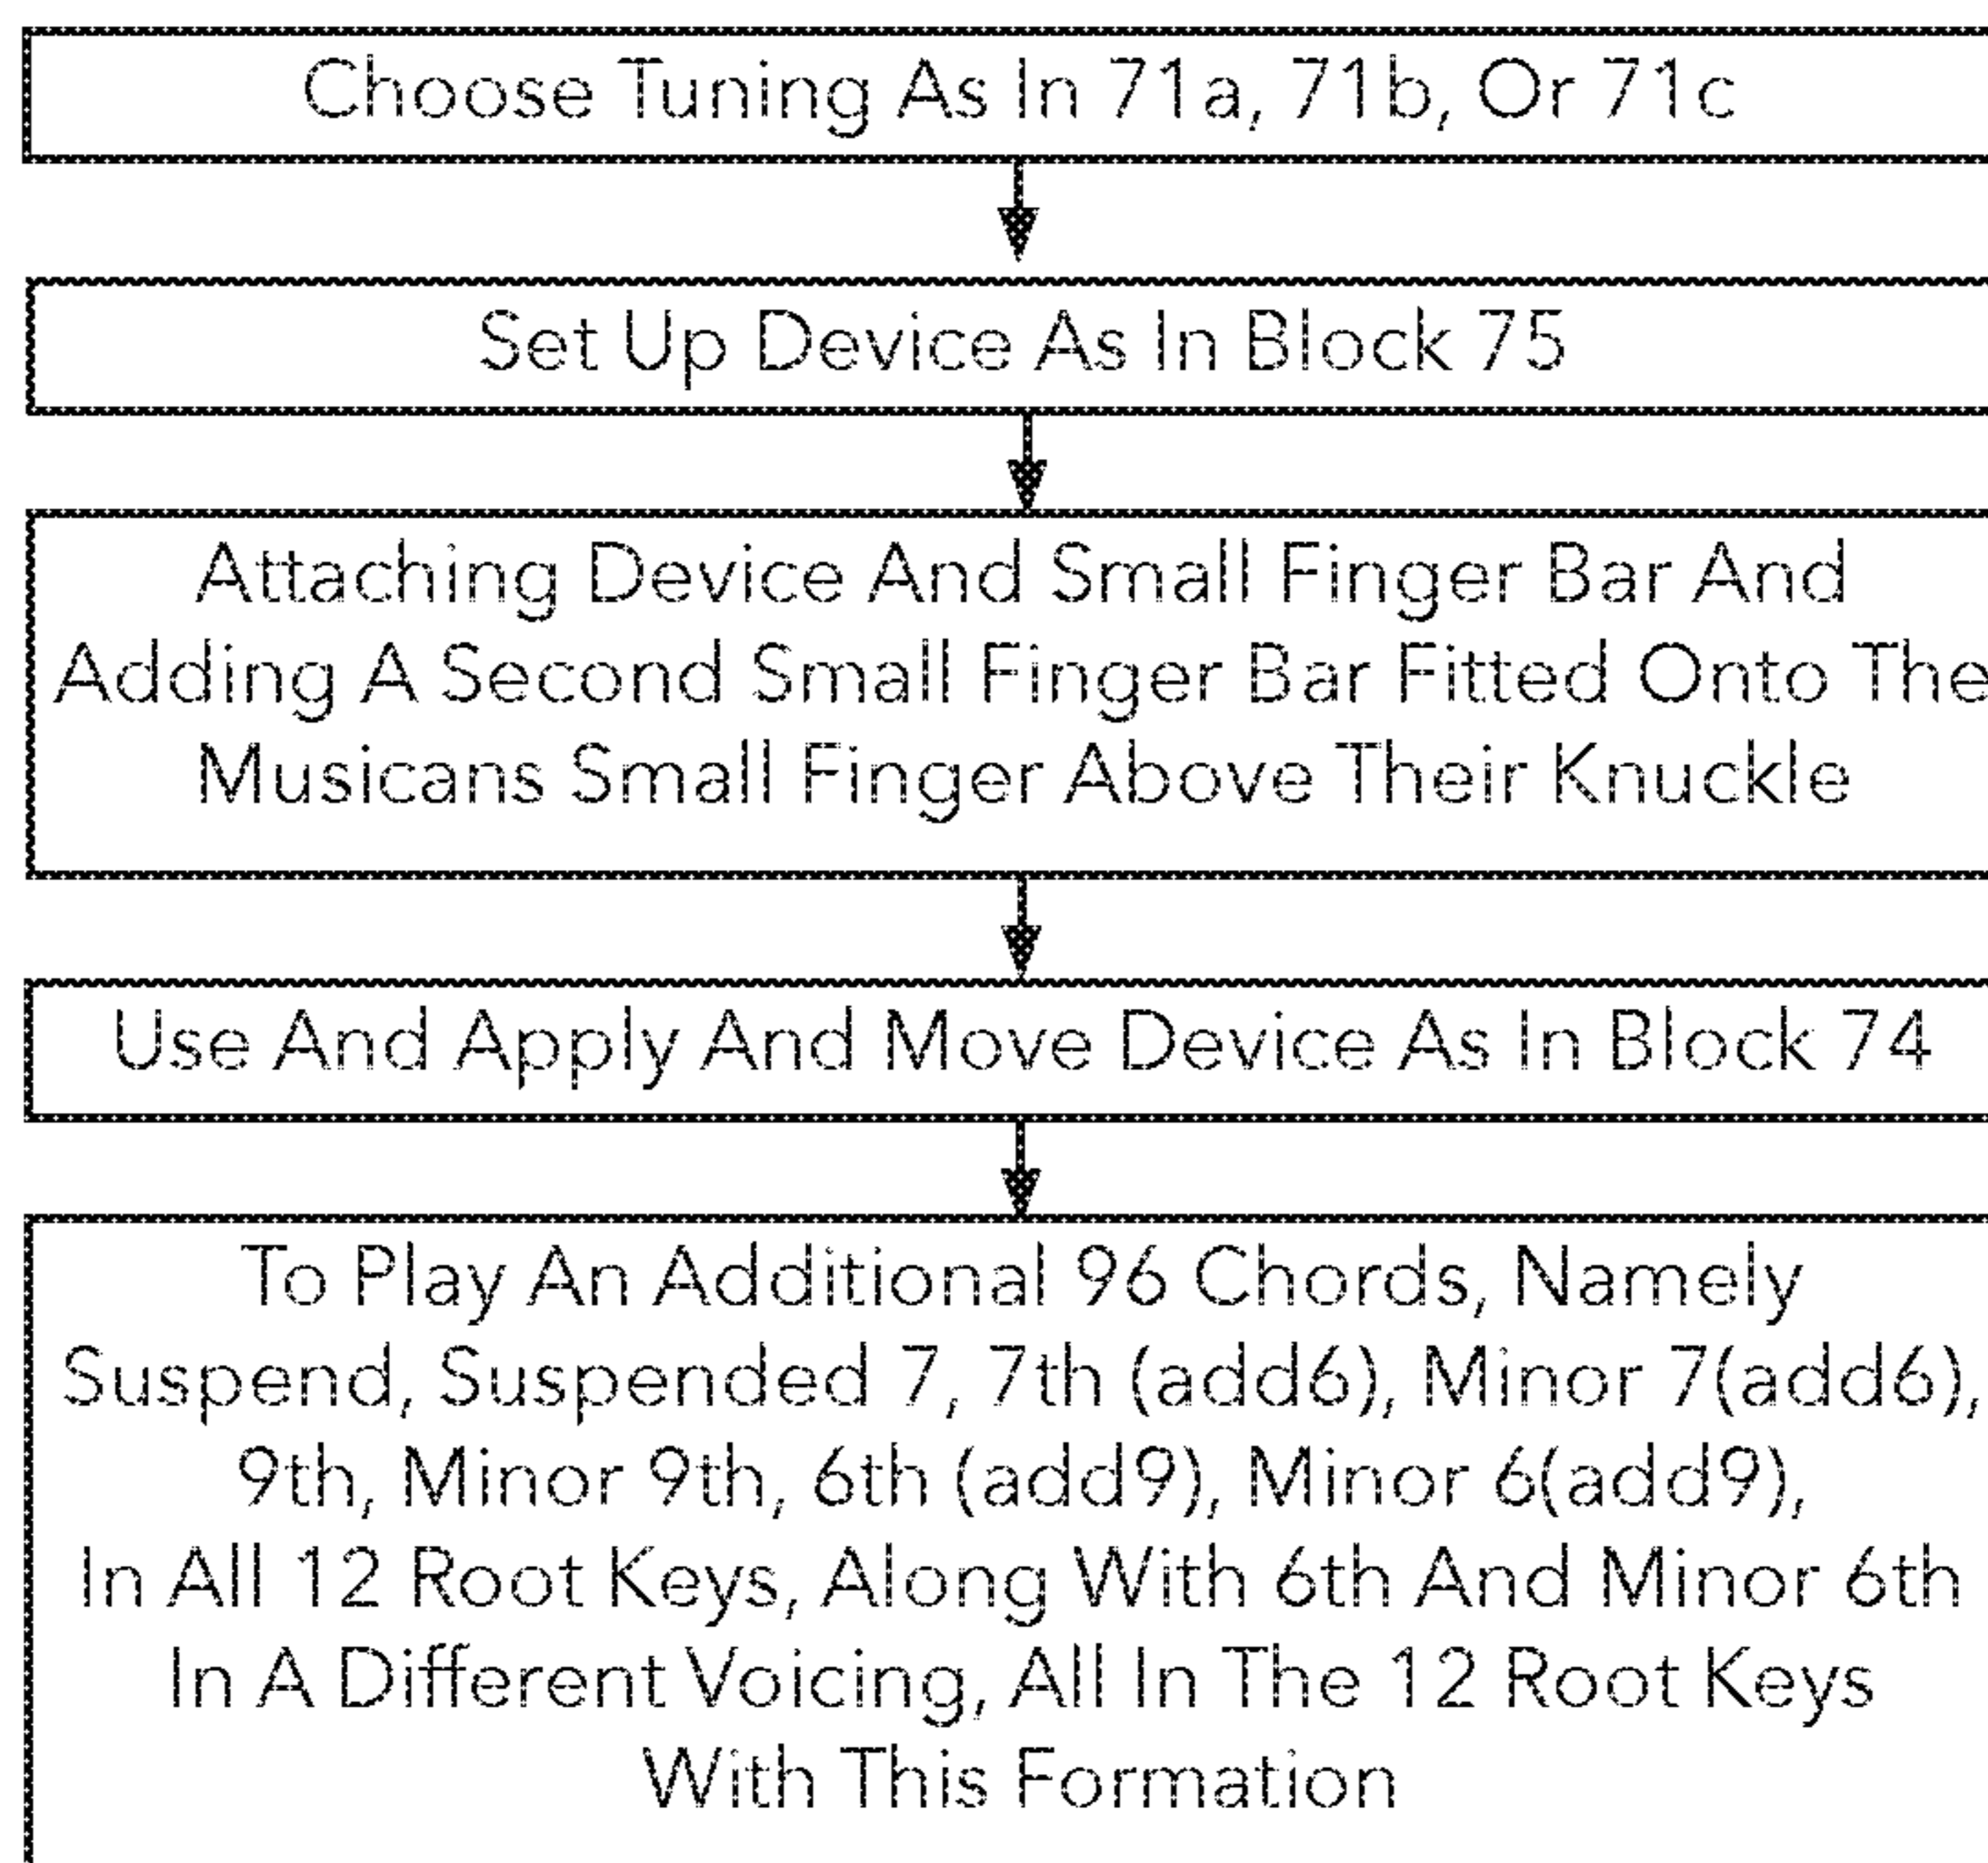 Choose Tuning As In 71a, 71b, Or 71c
Set Up Device As In Block 75
Attaching Device And Small Finger Bar And
Adding A Second Small Finger Bar Fitted Onto The
Musicans Small Finger Above Their Knuckle
Use And Apply And Move Device As In Block 74
To Play An Additional 96 Chords, Namely
Suspend, Suspended 7, 7th (add6), Minor 7(add6),
9th, Minor 9th, 6th (add9), Minor 6(add9),
In All 12 Root Keys, Along With 6th And Minor 6th
In A Different Voicing, All In The 12 Root Keys
With This Formation